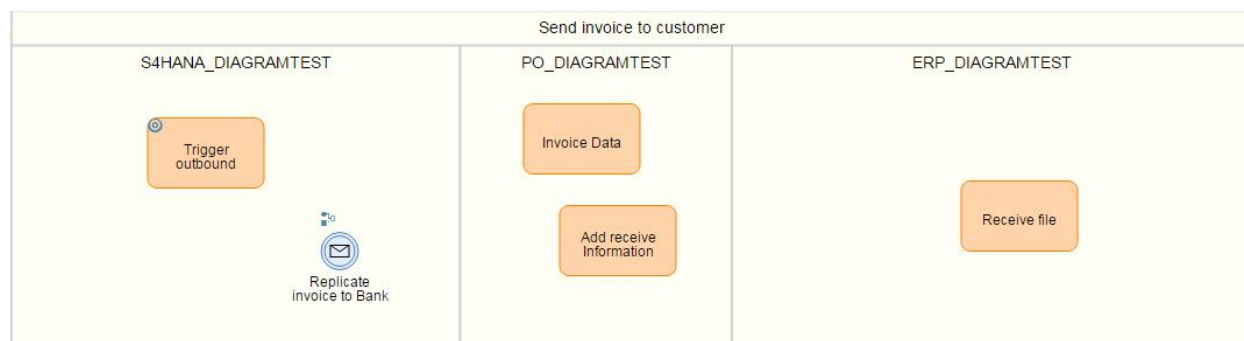 Send invoice to customer
S4HANA_DIAGRAMTEST
Trigger
outbound
Replicate
invoice to Bank
PO_DIAGRAMTEST
Invoice Data
Add receive
Information
ERP_DIAGRAMTEST
Receive file